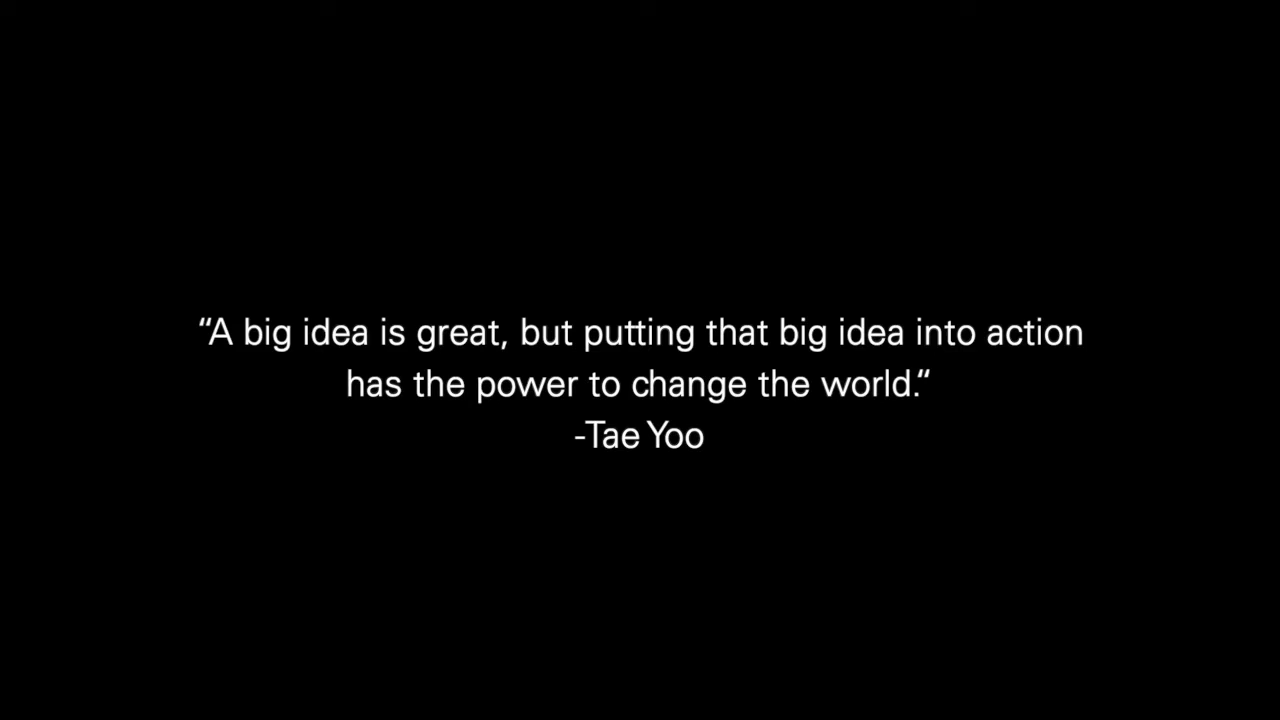 “A big idea is great, but putting that big idea into action
has the power to change the world.“
-Tae Yoo